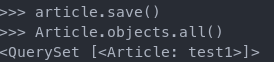 >>> article.save()
>>> Article.objects.all()
<QuerySet [<Article: test1>]>